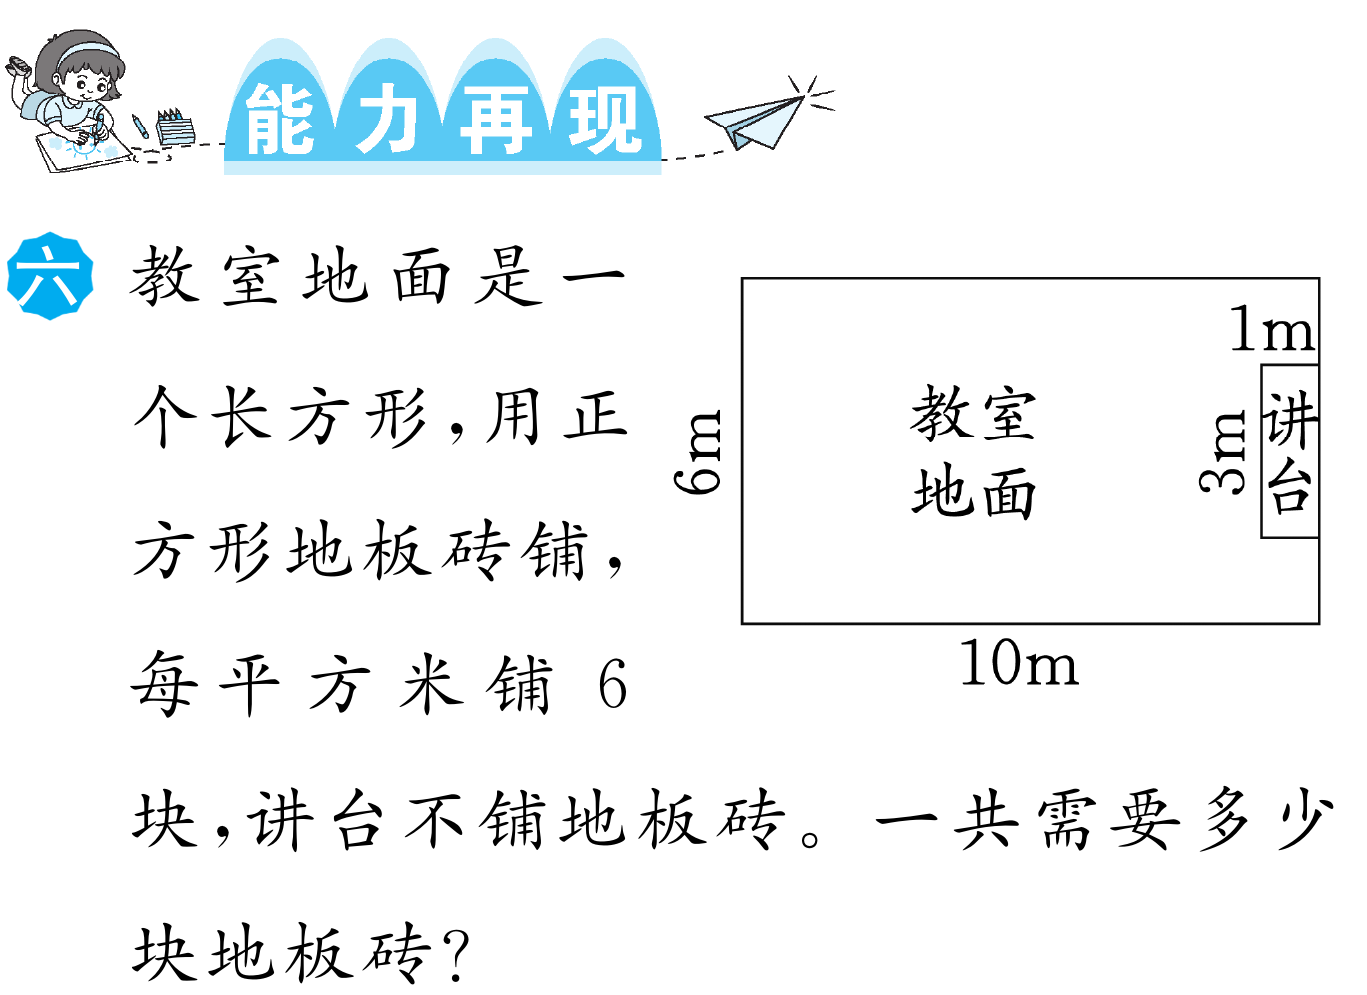 能力再现
六 教室地面是一
个长方形,用正
方形地板砖铺,
每平方米铺 6
块,讲台不铺地板砖。一共需要多少
块地板砖?
1m
教室
地面
6m
3m
讲
台
10m